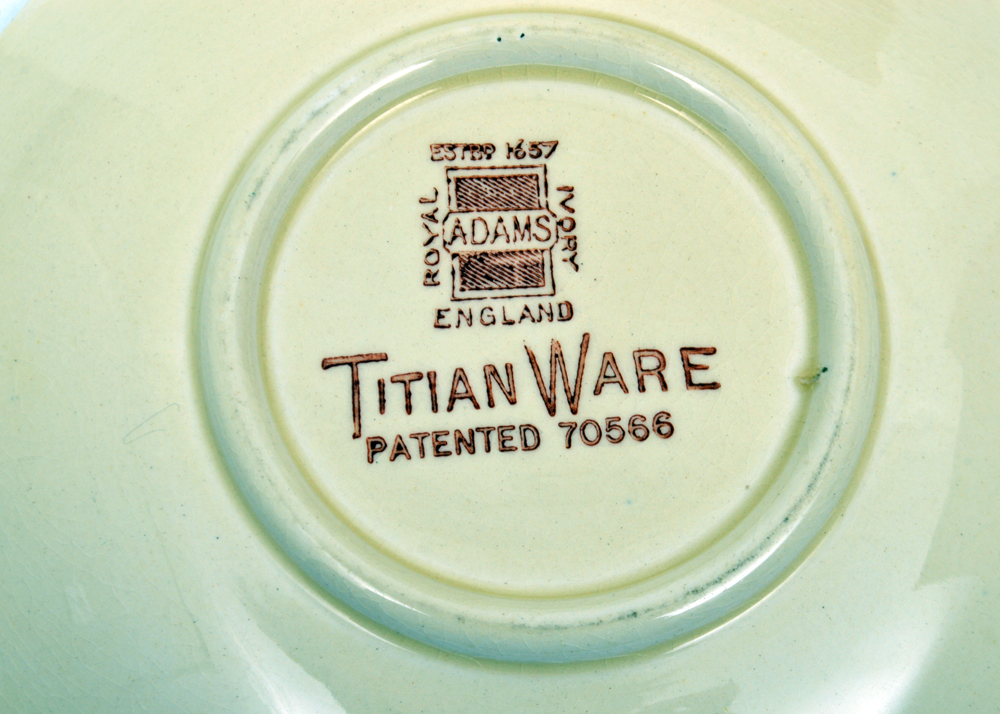 ESTBD 1657
ROYAL
ADAMS
IVORY
ENGLAND
TITIAN WARE
PATENTED 70566